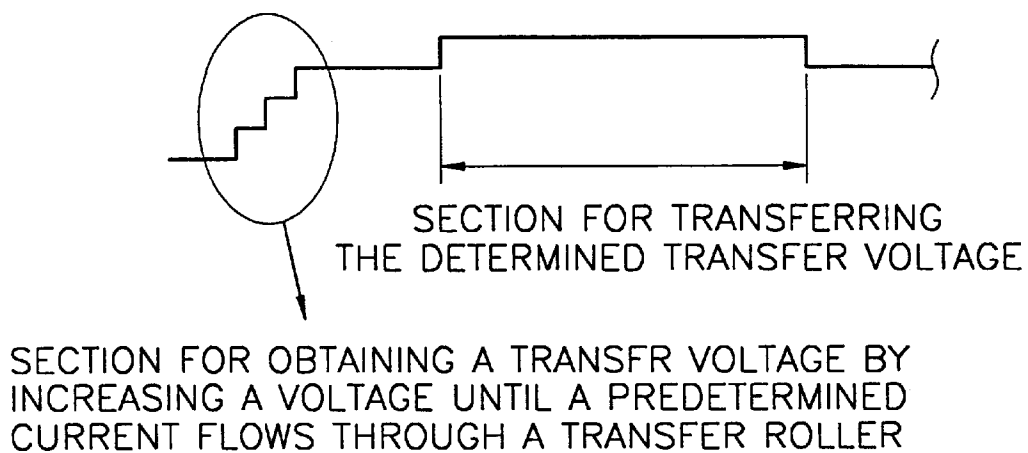 SECTION FOR TRANSFERRING
THE DETERMINED TRANSFER VOLTAGE
SECTION FOR OBTAINING A TRANSFR VOLTAGE BY
INCREASING A VOLTAGE UNTIL A PREDETERMINED
CURRENT FLOWS THROUGH A TRANSFER ROLLER